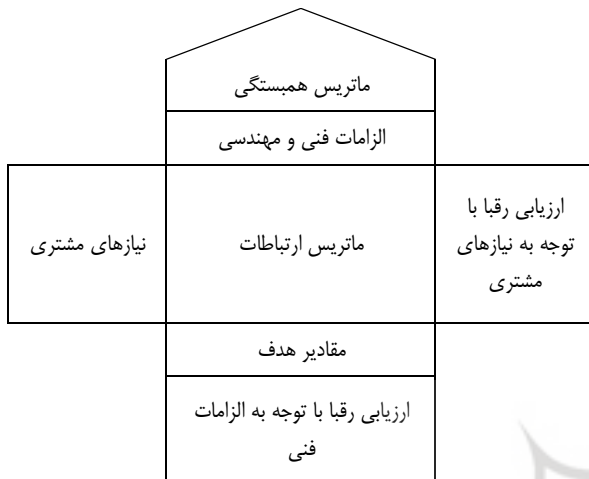 ماتریس همبستگی
الزامات فنی و مهندسی
ارزیابی رقبا با
توجه به نیازهای
مشتری
ماتریس ارتباطات
نیازهای مشتری
مقادیر هدف
ارزیابی رقبا با توجه به الزامات
فنی